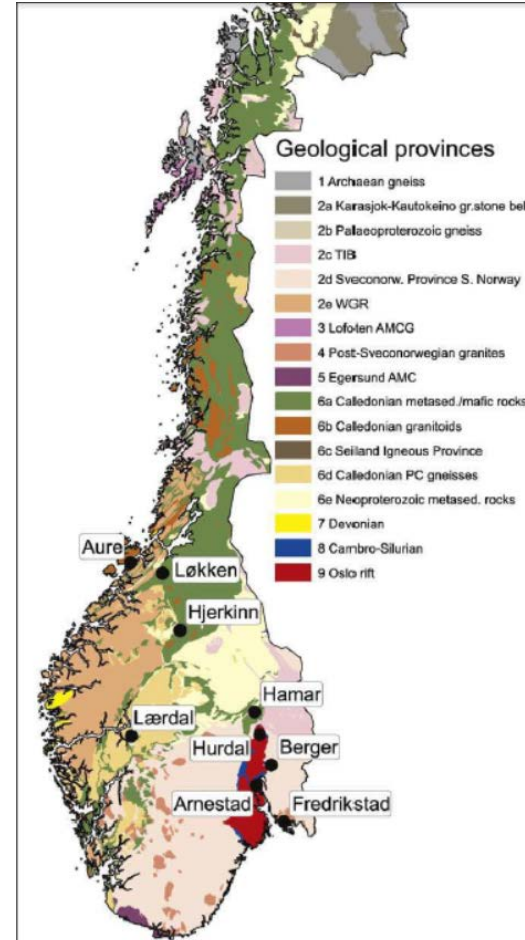 Geological provinces
1 Archaean gneiss
2a Karasjok-Kautokeino gr.stone bel
2b Palaeoproterozoic gneiss
2c TIB
2d Sveconorw. Province S. Norway
2e WGR
3 Lofoten AMCG
4 Post-Sveconorwegian granites
5 Egersund AMC
6a Caledonian metased./mafic rocks
6b Caledonian granitoids
6c Seiland Igneous Province
6d Caledonian PC gneisses
6e Neoproterozoic metased. rocks
7 Devonian
8 Cambro-Silurian
9 Oslo rift
Aure
Løkken
Hjerkinn
Hamar
Lærdal
Hurdal
Berger
Arnestad
Fredrikstad